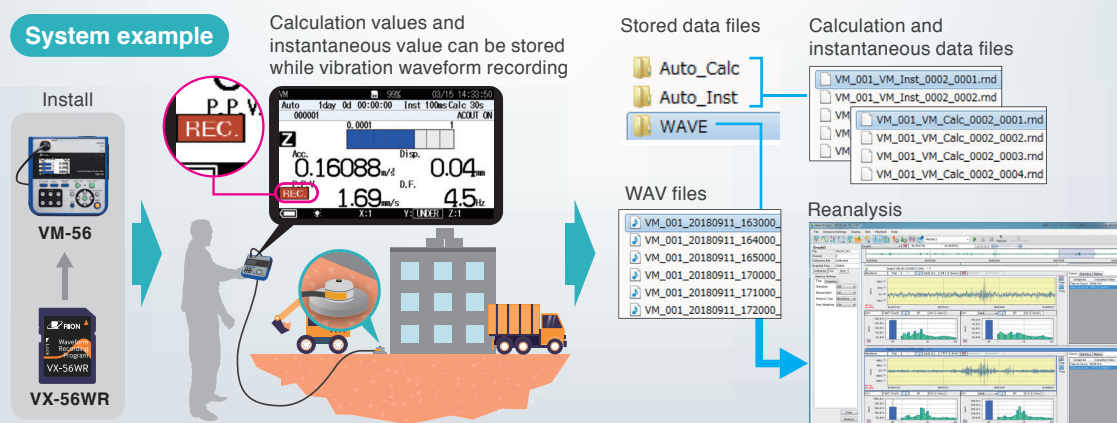 System example
Calculation values and
instantaneous value can be stored
while vibration waveform recording
Install
VM-56
RION
Waveform
Recording
Program
VX-56WR
VX-56WR
P.P.V.
REC.
VM 99% 03/15 14:33:50
Auto 1day 0d 00:00:00 Inst 100ms Calc 30s
000001 ACOUT ON
0.0001 1
Z
Acc. Disp.
0.16088 m/s² 0.04 mm
P.P.V. D.F.
REC. 1.69 mm/s 4.5 Hz
X:1 Y: UNDER Z:1
Stored data files
Auto_Calc
Auto_Inst
WAVE
Calculation and
instantaneous data files
VM_001_VM_Inst_0002_0001.rnd
VM_001_VM_Inst_0002_0002.rnd
VM
VM
VM
VM_001_VM_Calc_0002_0001.rnd
VM_001_VM_Calc_0002_0002.rnd
VM_001_VM_Calc_0002_0003.rnd
VM_001_VM_Calc_0002_0004.rnd
WAV files
VM_001_20180911_163000_
VM_001_20180911_164000_
VM_001_20180911_165000_
VM_001_20180911_170000_
VM_001_20180911_171000_
VM_001_20180911_172000_
Reanalysis